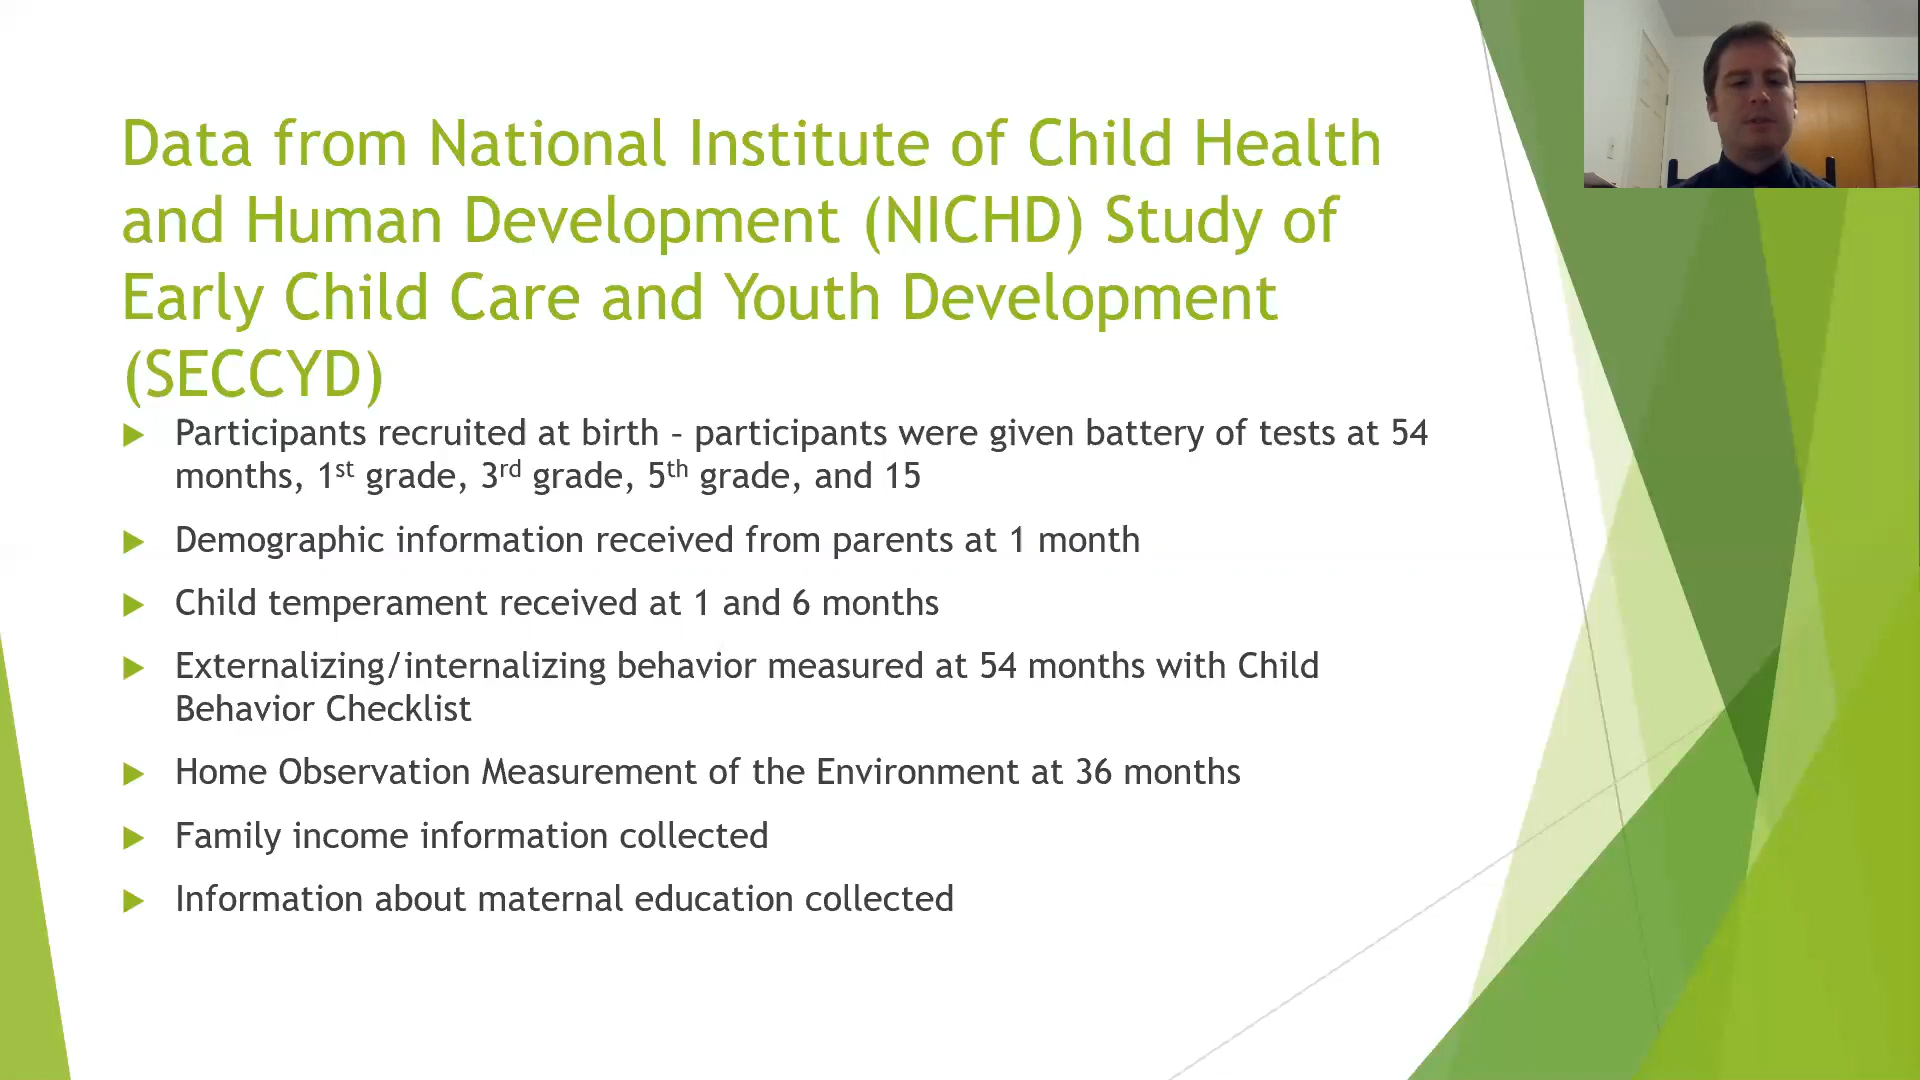 Data from National Institute of Child Health
and Human Development (NICHD) Study of
Early Child Care and Youth Development
(SECCYD)
Participants recruited at birth – participants were given battery of tests at 54
months, 1st grade, 3rd grade, 5th grade, and 15
Demographic information received from parents at 1 month
Child temperament received at 1 and 6 months
Externalizing/internalizing behavior measured at 54 months with Child
Behavior Checklist
Home Observation Measurement of the Environment at 36 months
Family income information collected
Information about maternal education collected